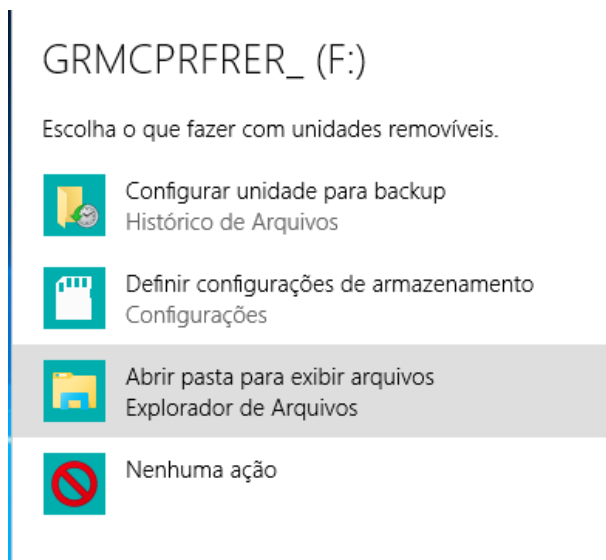 GRMCPRFRER_ (F:)
Escolha o que fazer com unidades removíveis.
Configurar unidade para backup
Histórico de Arquivos
Definir configurações de armazenamento
Configurações
Abrir pasta para exibir arquivos
Explorador de Arquivos
Nenhuma ação